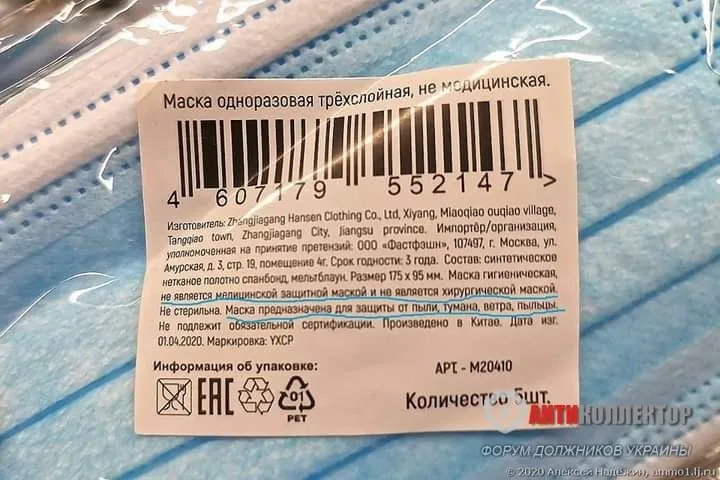 Маска одноразовая трёхслойная, не медицинская.
4 607179 552147 >
Изготовитель: Zhangjiagang Hansen Clothing Co., Ltd, Xiyang, Miaoqiao ouqiao village,
Tangqiao town, Zhangjiagang City, jiangsu province. Импортёр/организация,
уполномоченная на принятие претензий: ООО «Фастфэшн», 107497, г. Москва, ул.
Амурская, д. 3, стр. 19, помещение 4г. Срок годности: 3 года. Состав: синтетическое
нетканое полотно спанбонд, мельтблаун. Размер 175 х 95 мм. Маска гигиеническая,
не является медицинской защитной маской и не является хирургической маской.
Не стерильна. Маска предназначена для защиты от пыли, тумана, ветра, пыльцы.
Не подлежит обязательной сертификации. Произведено в Китае. Дата изг.
01.04.2020. Маркировка: YXCP
Информация об упаковке:
АРТ. - M20410
EAC 01 PET
Количество 5шт.
АНТИКОЛЛЕКТОР
ФОРУМ ДОЛЖНИКОВ УКРАИНЫ
© 2020 Алексей Надёжин, ammo1.lj.ru